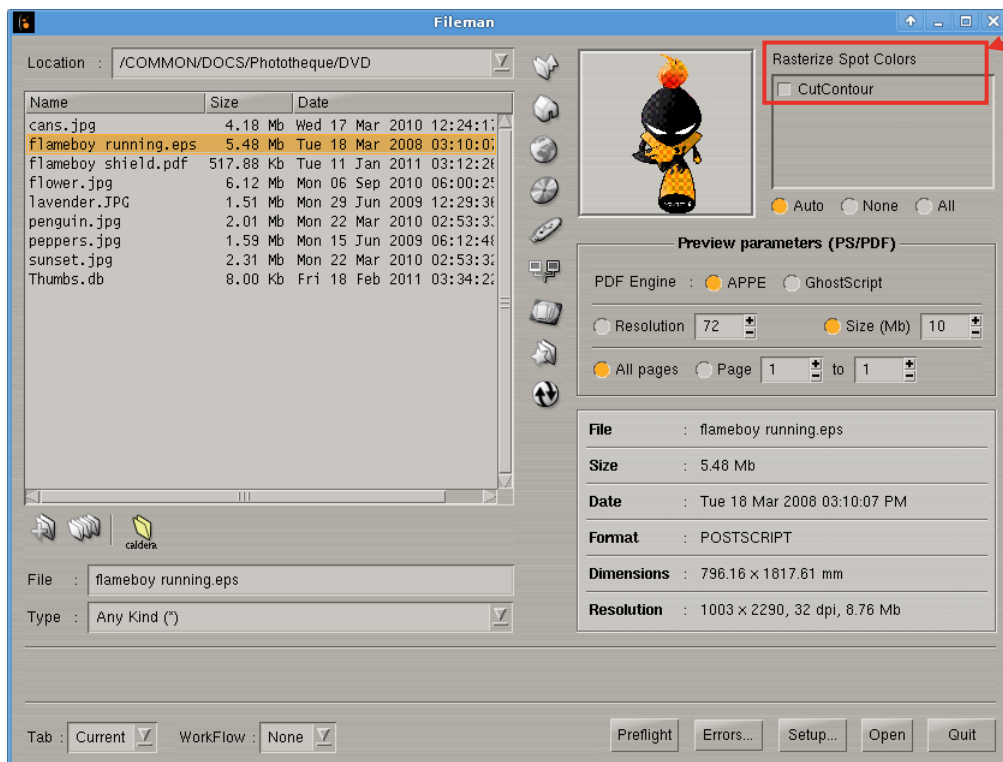 Fileman
Location : /COMMON/DOCS/Phototheque/DVD
Name Size Date
cans.jpg 4.18 Mb Wed 17 Mar 2010 12:24:1
flameboy running.eps 5.48 Mb Tue 18 Mar 2008 03:10:0
flameboy shield.pdf 517.88 Kb Tue 11 Jan 2011 03:12:2
flower.jpg 6.12 Mb Mon 06 Sep 2010 06:00:2
lavender.JPG 1.51 Mb Mon 29 Jun 2009 12:29:3
penguin.jpg 2.01 Mb Mon 22 Mar 2010 02:53:3
peppers.jpg 1.59 Mb Mon 15 Jun 2009 06:12:4
sunset.jpg 2.31 Mb Mon 22 Mar 2010 02:53:3
Thumbs.db 8.00 Kb Fri 18 Feb 2011 03:34:2
caldera
File : flameboy running.eps
Type : Any Kind (*)
Rasterize Spot Colors
CutContour
Auto None All
Preview parameters (PS/PDF)
PDF Engine : APPE GhostScript
Resolution 72 Size (Mb) 10
All pages Page 1 to 1
File : flameboy running.eps
Size : 5.48 Mb
Date : Tue 18 Mar 2008 03:10:07 PM
Format : POSTSCRIPT
Dimensions : 796.16 x 1817.61 mm
Resolution : 1003 x 2290, 32 dpi, 8.76 Mb
Tab : Current WorkFlow : None Preflight Errors... Setup... Open Quit